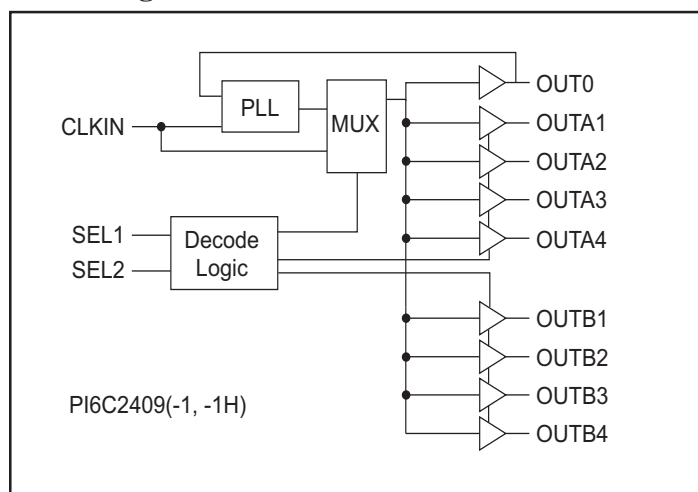 OUT0
PLL
MUX
CLKIN
OUTA1
OUTA2
OUTA3
SEL1
Decode
Logic
OUTA4
SEL2
OUTB1
OUTB2
OUTB3
PI6C2409(-1, -1H)
OUTB4